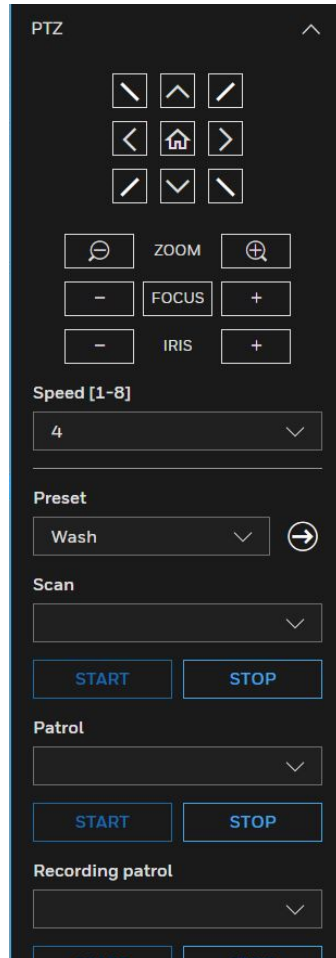 PTZ
ZOOM
- FOCUS +
- IRIS +
Speed [1-8]
4
Preset
Wash
Scan
START STOP
Patrol
START STOP
Recording patrol